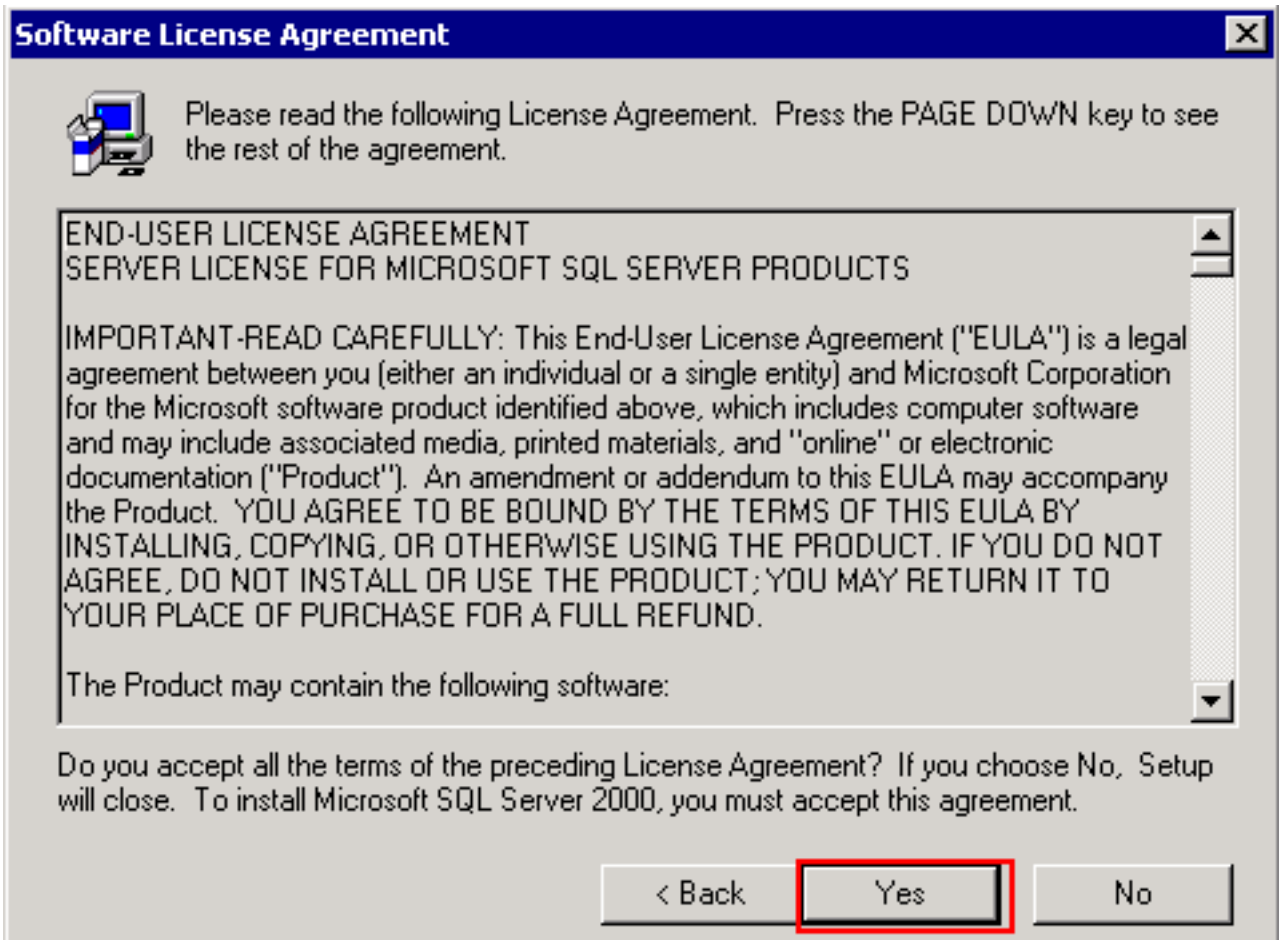 Software License Agreement
Please read the following License Agreement.  Press the PAGE DOWN key to see
the rest of the agreement.
END-USER LICENSE AGREEMENT
SERVER LICENSE FOR MICROSOFT SQL SERVER PRODUCTS
IMPORTANT-READ CAREFULLY: This End-User License Agreement ("EULA") is a legal
agreement between you (either an individual or a single entity) and Microsoft Corporation
for the Microsoft software product identified above, which includes computer software
and may include associated media, printed materials, and "online" or electronic
documentation ("Product").  An amendment or addendum to this EULA may accompany
the Product.  YOU AGREE TO BE BOUND BY THE TERMS OF THIS EULA BY
INSTALLING, COPYING, OR OTHERWISE USING THE PRODUCT. IF YOU DO NOT
AGREE, DO NOT INSTALL OR USE THE PRODUCT; YOU MAY RETURN IT TO
YOUR PLACE OF PURCHASE FOR A FULL REFUND.
The Product may contain the following software:
Do you accept all the terms of the preceding License Agreement?  If you choose No,  Setup
will close.  To install Microsoft SQL Server 2000, you must accept this agreement.
< Back Yes No